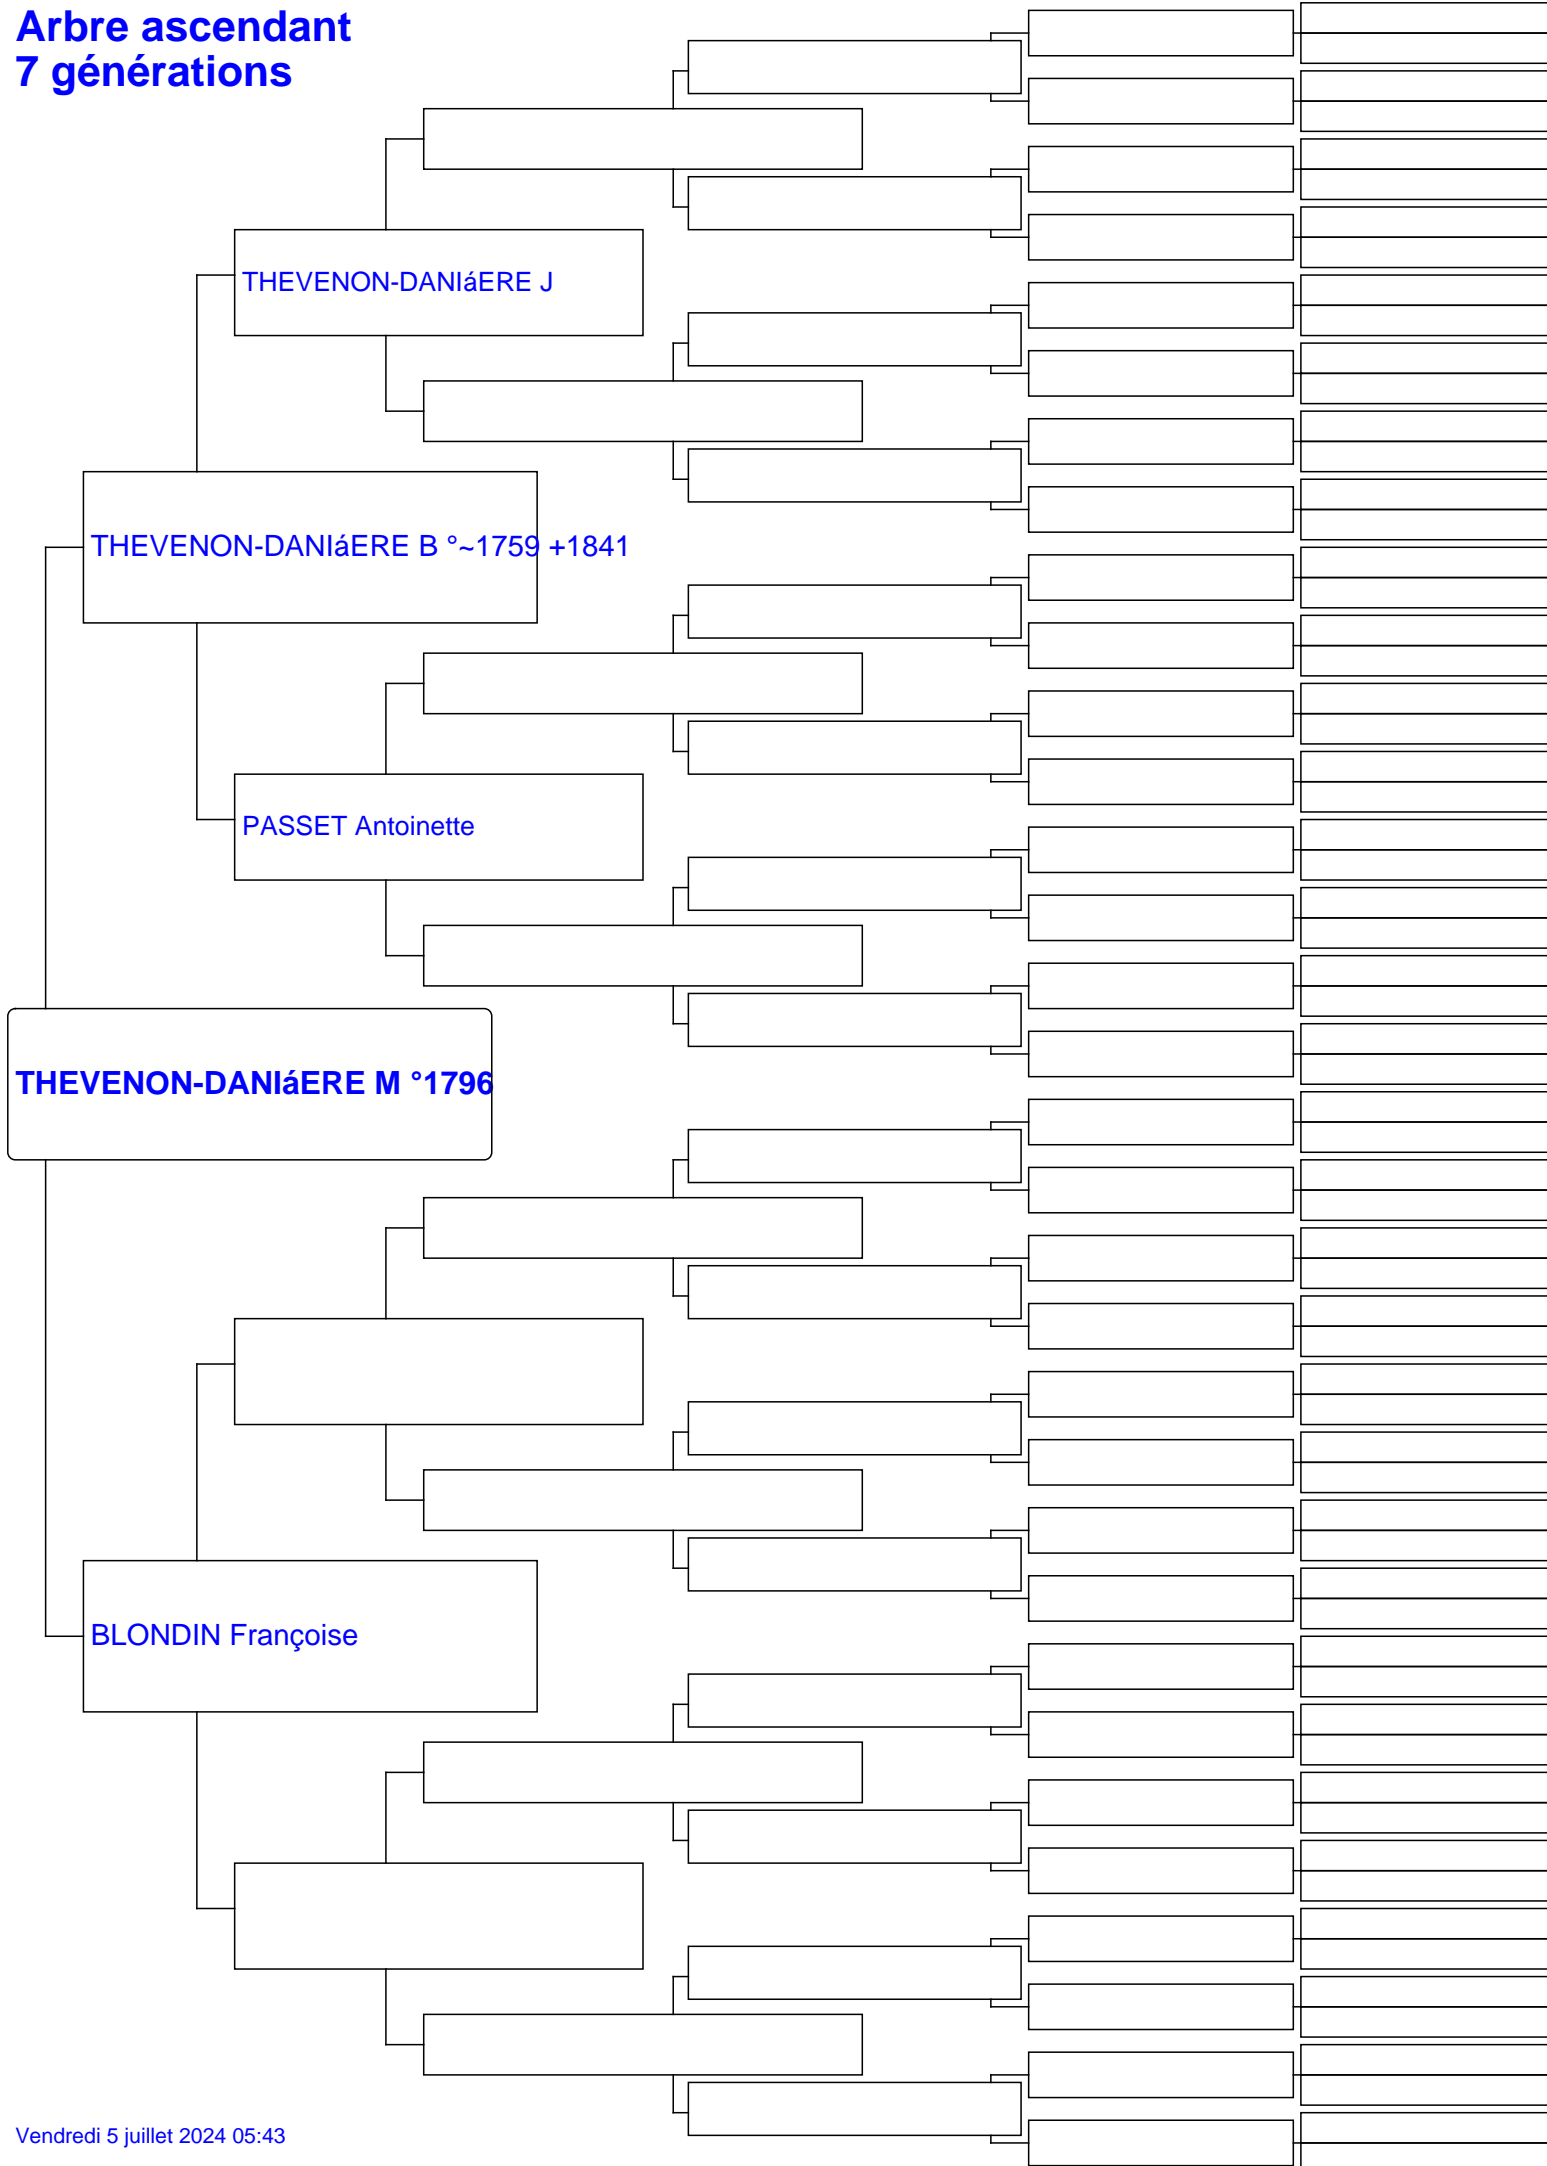 Arbre ascendant
7 générations
THEVENON-DANIáERE J
THEVENON-DANIáERE B °~1759 +1841
PASSET Antoinette
THEVENON-DANIáERE M °1796
BLONDIN Françoise
Vendredi 5 juillet 2024 05:43